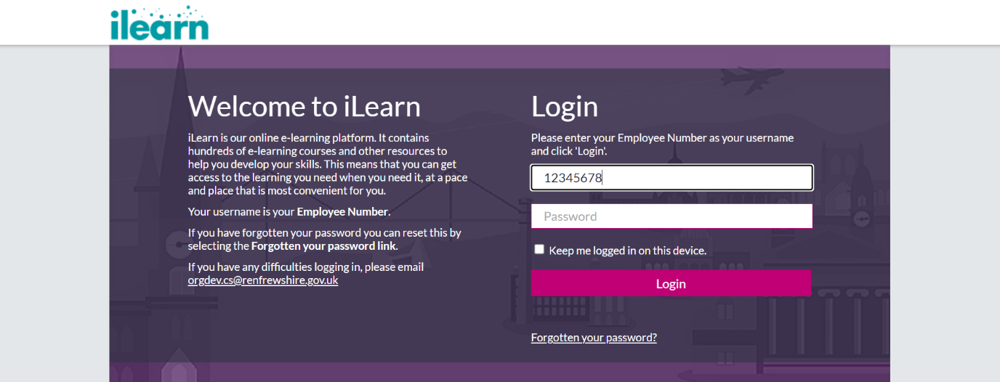 ilearn
Welcome to iLearn
iLearn is our online e-learning platform. It contains
hundreds of e-learning courses and other resources to
help you develop your skills. This means that you can get
access to the learning you need when you need it, at a pace
and place that is most convenient for you.
Your username is your Employee Number.
If you have forgotten your password you can reset this by
selecting the Forgotten your password link.
If you have any difficulties logging in, please email
orgdev.cs@renfrewshire.gov.uk
Login
Please enter your Employee Number as your username
and click 'Login'.
12345678
Password
Keep me logged in on this device.
Login
Forgotten your password?